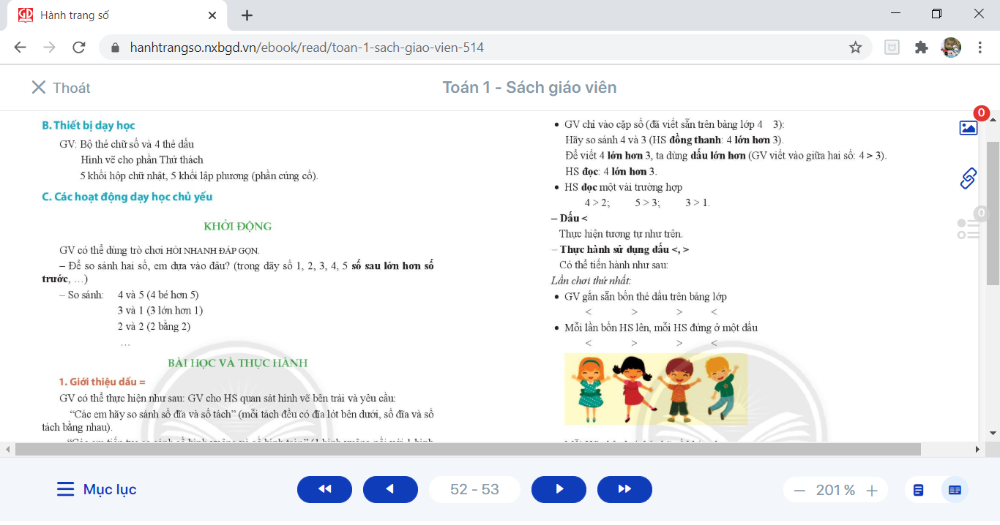 Hành trang số
hanhtrangso.nxbgd.vn/ebook/read/toan-1-sach-giao-vien-514
Thoát
Toán 1 - Sách giáo viên
0
0
B. Thiết bị dạy học
GV: Bộ thẻ chữ số và 4 thẻ dấu
Hình vẽ cho phần Thử thách
5 khối hộp chữ nhật, 5 khối lập phương (phần củng cố).
C. Các hoạt động dạy học chủ yếu
KHỞI ĐỘNG
GV có thể dùng trò chơi HỎI NHANH ĐÁP GỌN.
– Để so sánh hai số, em dựa vào đâu? (trong dãy số 1, 2, 3, 4, 5 số sau lớn hơn số
trước, …)
– So sánh: 4 và 5 (4 bé hơn 5)
3 và 1 (3 lớn hơn 1)
2 và 2 (2 bằng 2)
…
BÀI HỌC VÀ THỰC HÀNH
1. Giới thiệu dấu =
GV có thể thực hiện như sau: GV cho HS quan sát hình vẽ bên trái và yêu cầu:
“Các em hãy so sánh số đĩa và số tách” (mỗi tách đều có đĩa lót bên dưới, số đĩa và số
tách bằng nhau).
• GV chỉ vào cặp số (đã viết sẵn trên bảng lớp 4 3):
Hãy so sánh 4 và 3 (HS đồng thanh: 4 lớn hơn 3).
Để viết 4 lớn hơn 3, ta dùng dấu lớn hơn (GV viết vào giữa hai số: 4 > 3).
HS đọc: 4 lớn hơn 3.
• HS đọc một vài trường hợp
4 > 2; 5 > 3; 3 > 1.
– Dấu <
Thực hiện tương tự như trên.
– Thực hành sử dụng dấu <, >
Có thể tiến hành như sau:
Lần chơi thứ nhất:
• GV gắn sẵn bốn thẻ dấu trên bảng lớp
< > > <
• Mỗi lần bốn HS lên, mỗi HS đứng ở một dấu
< > > <
Mục lục
52 - 53
201 %